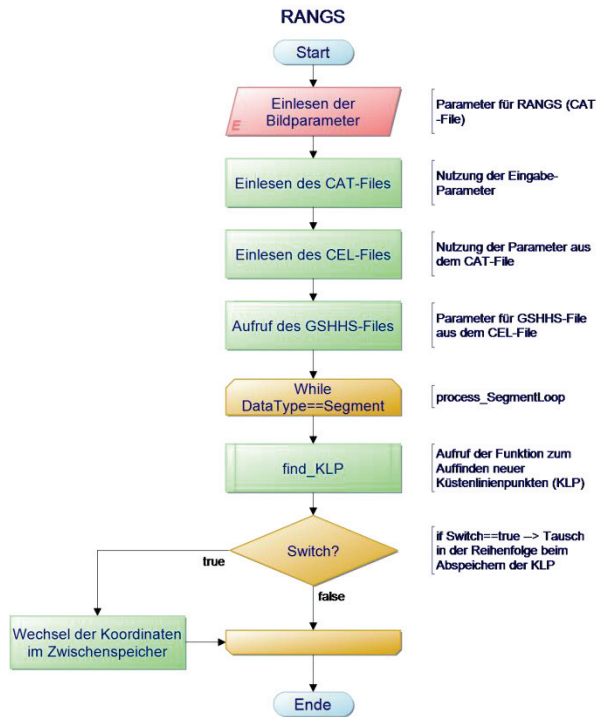 RANGS
Start
Einlesen der
Bildparameter
E
Parameter für RANGS (CAT
-File)
Einlesen des CAT-Files
Nutzung der Eingabe-
Parameter
Einlesen des CEL-Files
Nutzung der Parameter aus
dem CAT-File
Aufruf des GSHHS-Files
Parameter für GSHHS-File
aus dem CEL-File
While
DataType==Segment
process_SegmentLoop
find_KLP
Aufruf der Funktion zum
Auffinden neuer
Küstenlinienpunkten (KLP)
Switch?
if Switch==true --> Tausch
in der Reihenfolge beim
Abspeichern der KLP
true
false
Wechsel der Koordinaten
im Zwischenspeicher
Ende